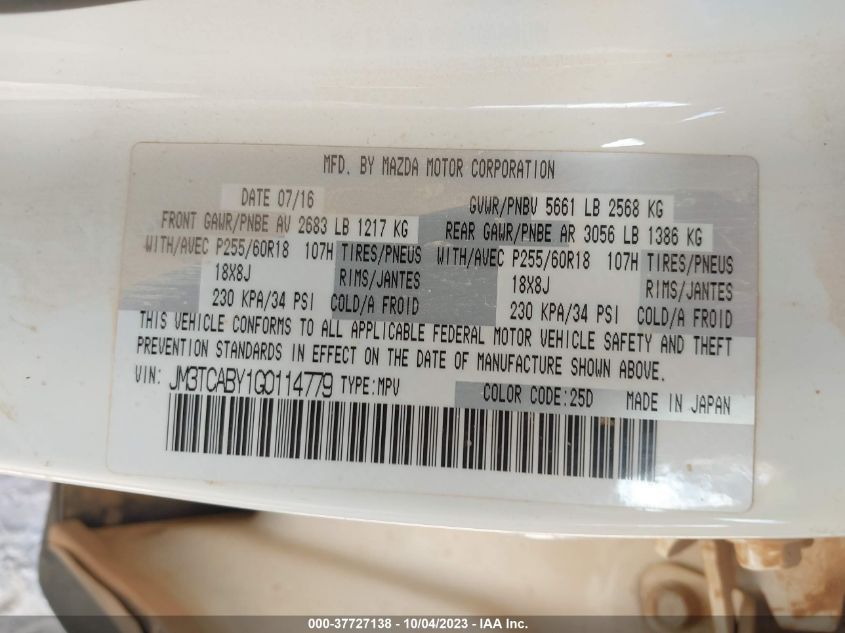 MFD. BY MAZDA MOTOR CORPORATION
DATE 07/16 GVWR/PNBV 5661 LB 2568 KG
FRONT GAWR/PNBE AV 2683 LB 1217 KG REAR GAWR/PNBE AR 3056 LB 1386 KG
WITH/AVEC P255/60R18 107H TIRES/PNEUS WITH/AVEC P255/60R18 107H TIRES/PNEUS
18X8J RIMS/JANTES 18X8J RIMS/JANTES
230 KPA/34 PSI COLD/A FROID 230 KPA/34 PSI COLD/A FROID
THIS VEHICLE CONFORMS TO ALL APPLICABLE FEDERAL MOTOR VEHICLE SAFETY AND THEFT
PREVENTION STANDARDS IN EFFECT ON THE DATE OF MANUFACTURE SHOWN ABOVE.
VIN: JM3TCABY1G0114779 TYPE:MPV COLOR CODE:25D MADE IN JAPAN
000-37727138 - 10/04/2023 - IAA Inc.